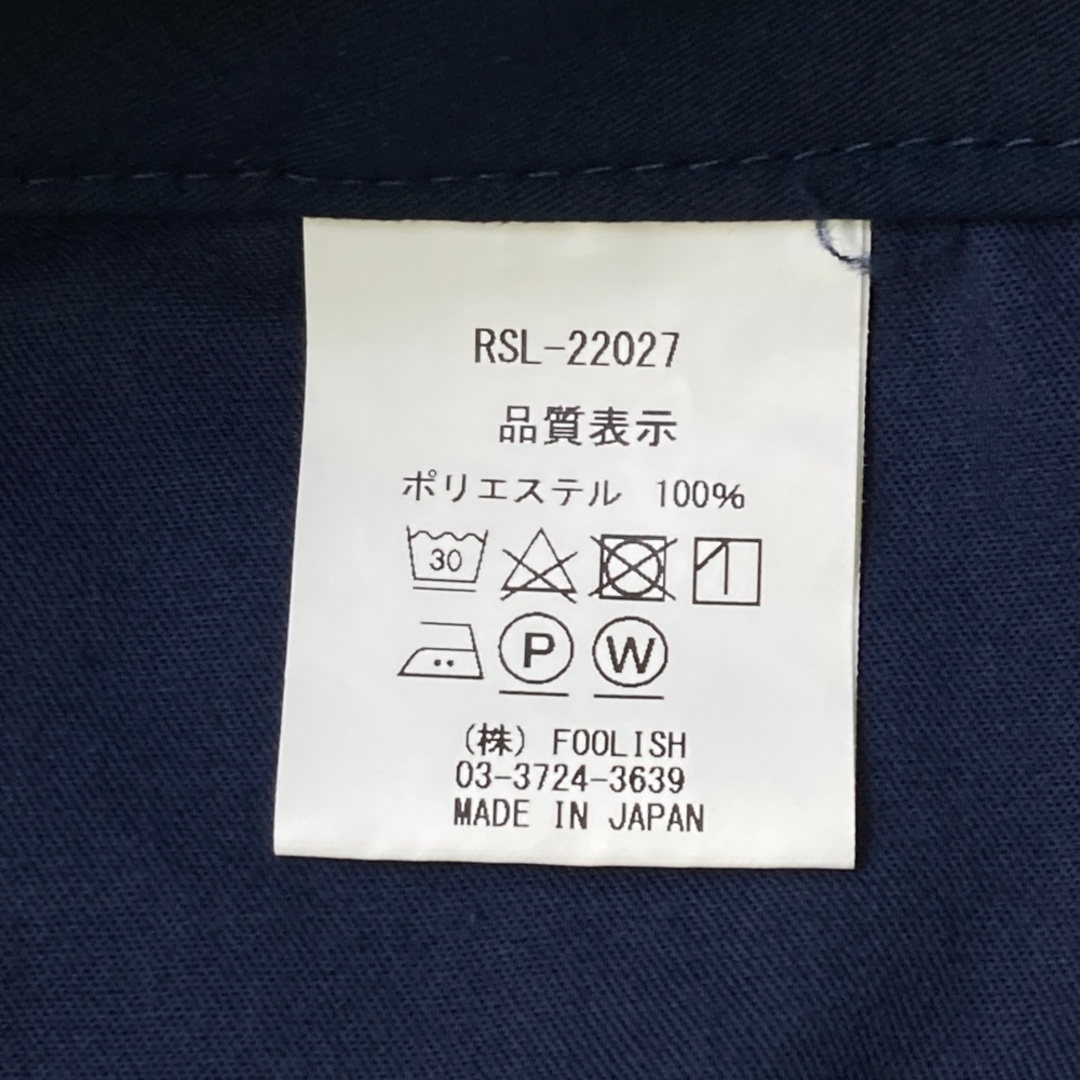 RSL-22027
品質表示
ポリエステル 100%
30
P W
(株) FOOLISH
03-3724-3639
MADE IN JAPAN